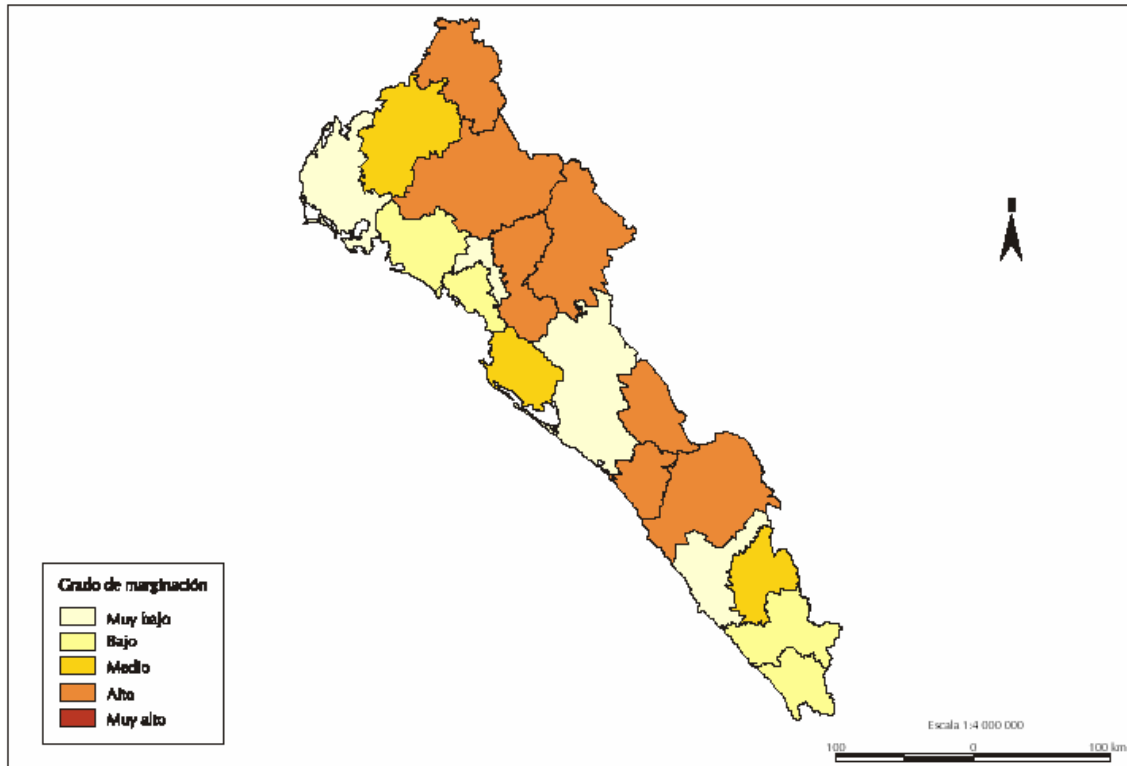 Grado de marginación
Muy bajo
Bajo
Medio
Alto
Muy alto
Escala 1:4 000 000
100 0 100 km